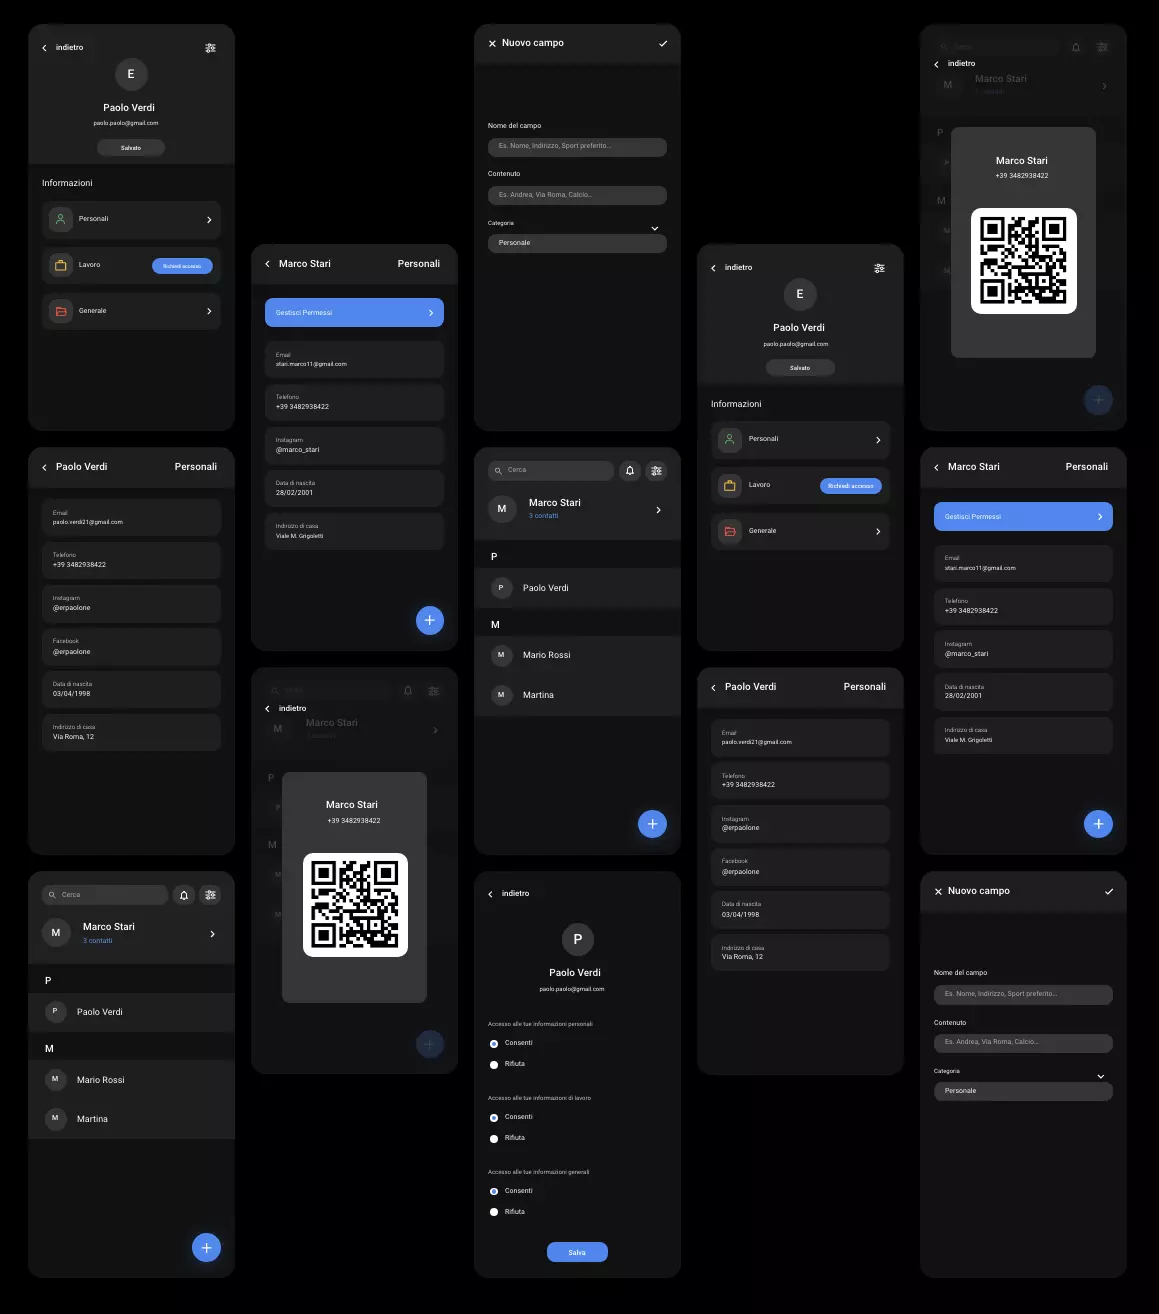 indietro
E
Paolo Verdi
paolo.paolo@gmail.com
Salvato
Informazioni
Personali
Lavoro
Richiedi accesso
Generale
Paolo Verdi
Personali
Email
paolo.verdi21@gmail.com
Telefono
+39 3482938422
Instagram
@erpaolone
Facebook
@erpaolone
Data di nascita
03/04/1998
Indirizzo di casa
Via Roma, 12
Cerca
M
Marco Stari
3 contatti
P
P
Paolo Verdi
M
M
Mario Rossi
M
Martina
Marco Stari
Personali
Gestisci Permessi
Email
stari.marco11@gmail.com
Telefono
+39 3482938422
Instagram
@marco_stari
Data di nascita
28/02/2001
Indirizzo di casa
Viale M. Grigoletti
indietro
M
Marco Stari
P
P
M
M
M
Marco Stari
+39 3482938422
Nuovo campo
Nome del campo
Es. Nome, Indirizzo, Sport preferito...
Contenuto
Es. Andrea, Via Roma, Calcio...
Categoria
Personale
Cerca
M
Marco Stari
3 contatti
P
P
Paolo Verdi
M
M
Mario Rossi
M
Martina
indietro
P
Paolo Verdi
paolo.paolo@gmail.com
Accesso alle tue informazioni personali
Consenti
Rifiuta
Accesso alle tue informazioni di lavoro
Consenti
Rifiuta
Accesso alle tue informazioni generali
Consenti
Rifiuta
Salva
indietro
E
Paolo Verdi
paolo.paolo@gmail.com
Salvato
Informazioni
Personali
Lavoro
Richiedi accesso
Generale
Paolo Verdi
Personali
Email
paolo.verdi21@gmail.com
Telefono
+39 3482938422
Instagram
@erpaolone
Facebook
@erpaolone
Data di nascita
03/04/1998
Indirizzo di casa
Via Roma, 12
Cerca
indietro
M
Marco Stari
3 contatti
P
P
M
M
M
Marco Stari
+39 3482938422
Marco Stari
Personali
Gestisci Permessi
Email
stari.marco11@gmail.com
Telefono
+39 3482938422
Instagram
@marco_stari
Data di nascita
28/02/2001
Indirizzo di casa
Viale M. Grigoletti
Nuovo campo
Nome del campo
Es. Nome, Indirizzo, Sport preferito...
Contenuto
Es. Andrea, Via Roma, Calcio...
Categoria
Personale